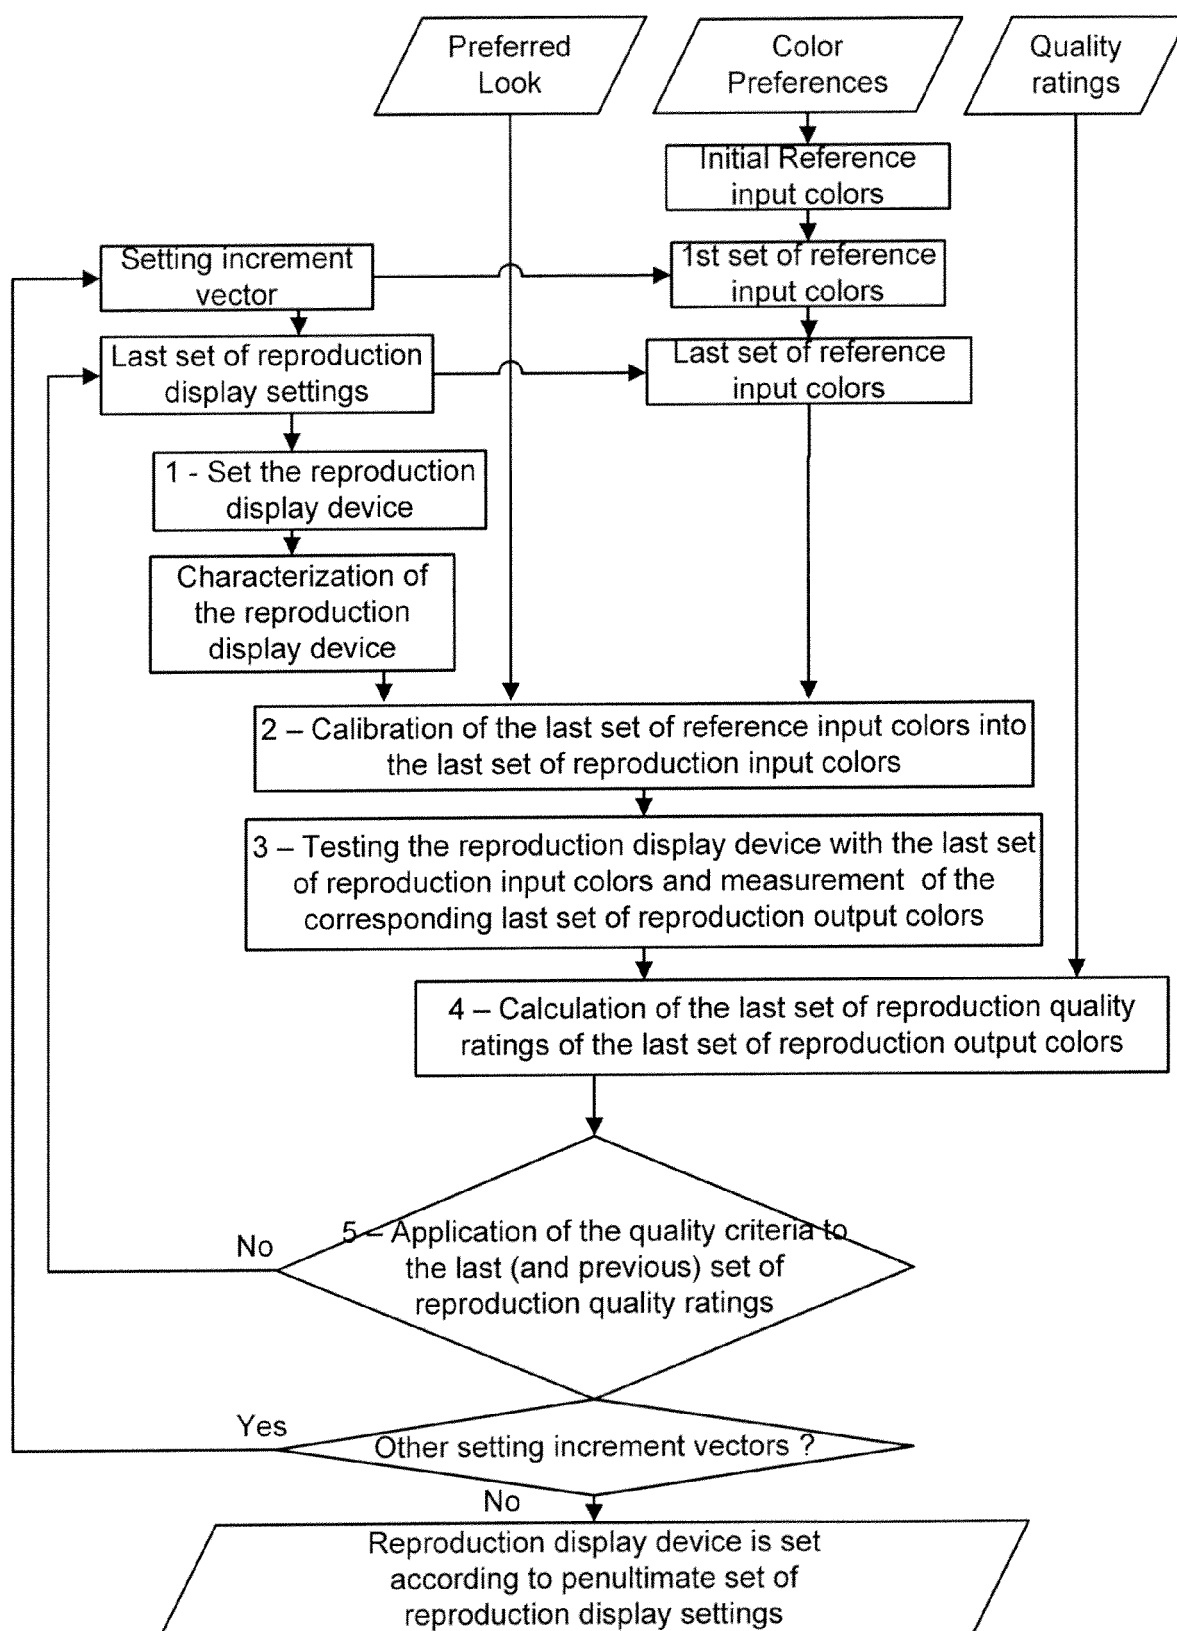 Preferred
Look
Color
Preferences
Quality
ratings
Initial Reference
input colors
Setting increment
vector
1st set of reference
input colors
Last set of reproduction
display settings
Last set of reference
input colors
1 - Set the reproduction
display device
Characterization of
the reproduction
display device
2 – Calibration of the last set of reference input colors into
the last set of reproduction input colors
3 – Testing the reproduction display device with the last set
of reproduction input colors and measurement of the
corresponding last set of reproduction output colors
4 – Calculation of the last set of reproduction quality
ratings of the last set of reproduction output colors
No
5 – Application of the quality criteria to
the last (and previous) set of
reproduction quality ratings
Yes
Other setting increment vectors ?
No
Reproduction display device is set
according to penultimate set of
reproduction display settings